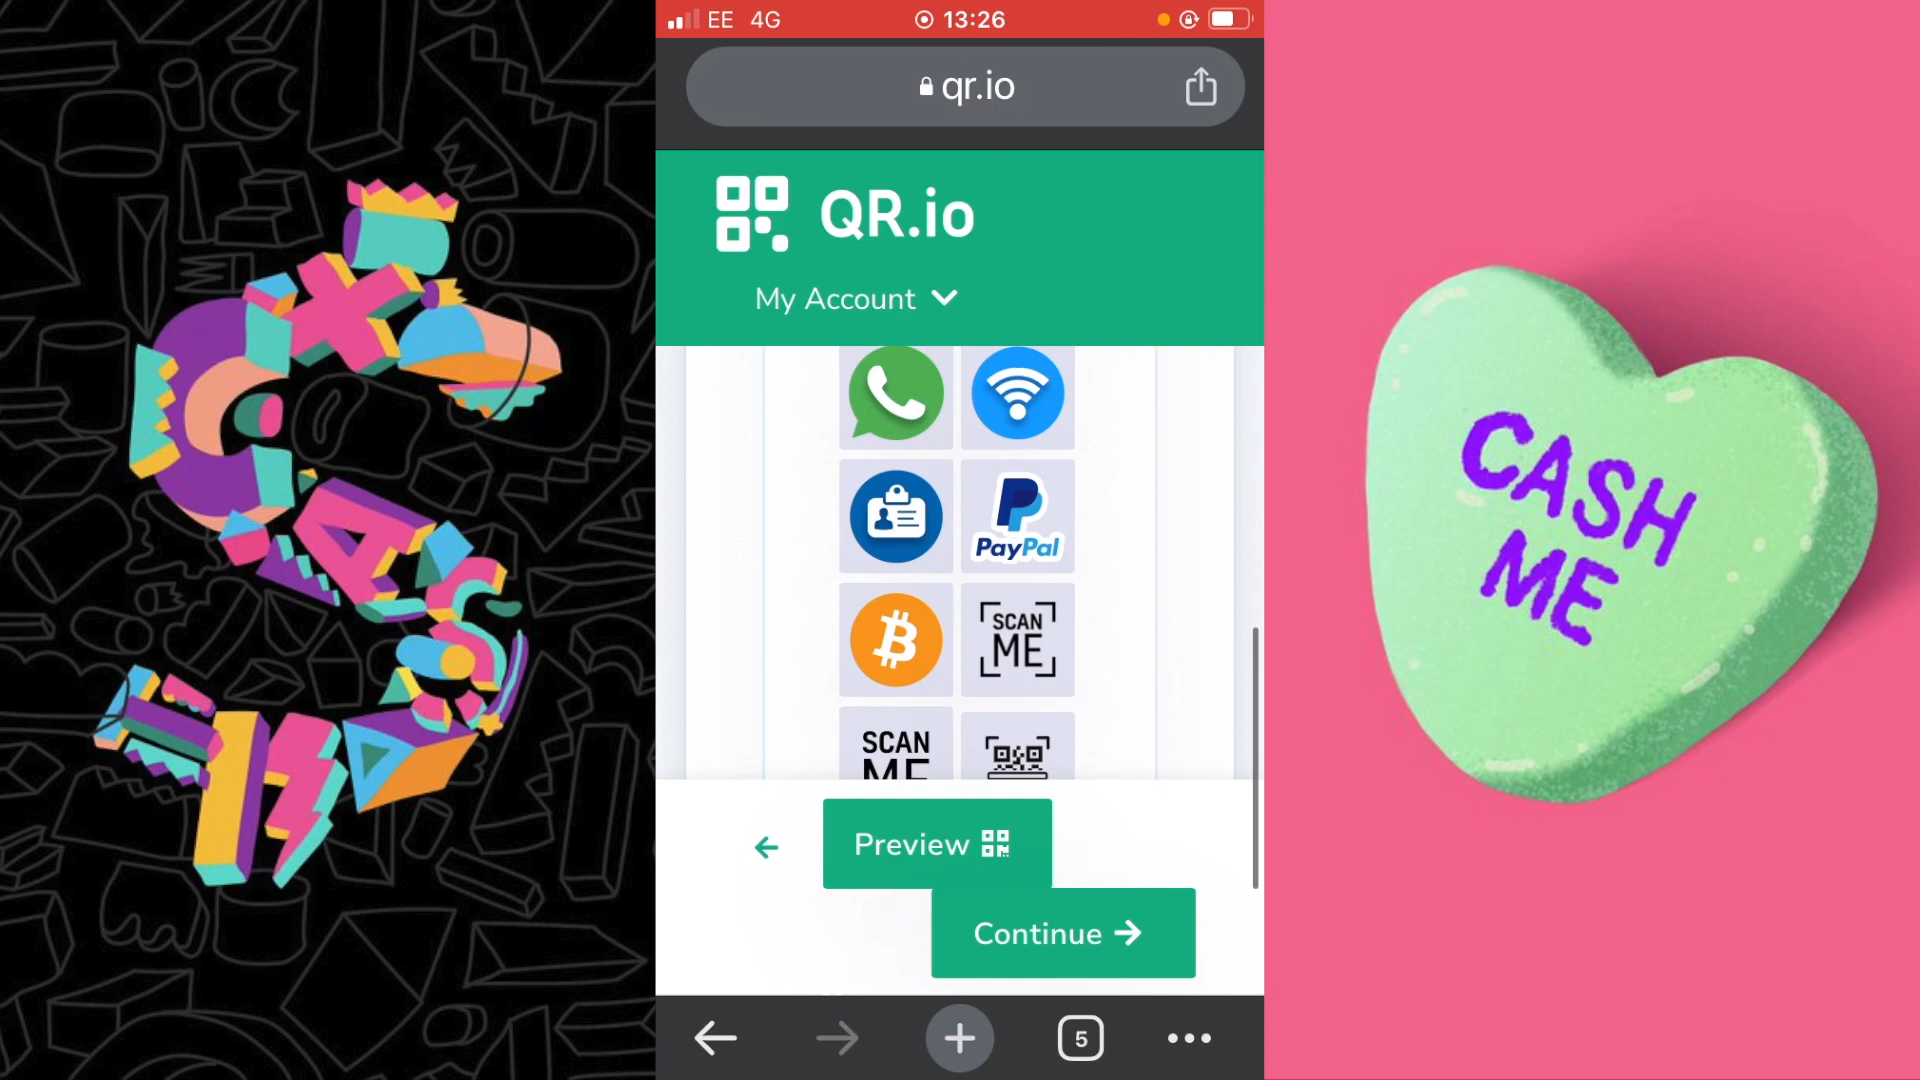 EE 4G 13:26
qr.io
QR.io
My Account
PayPal
SCAN
ME
SCAN
ME
Preview
Continue
5
CASH
ME
CASH